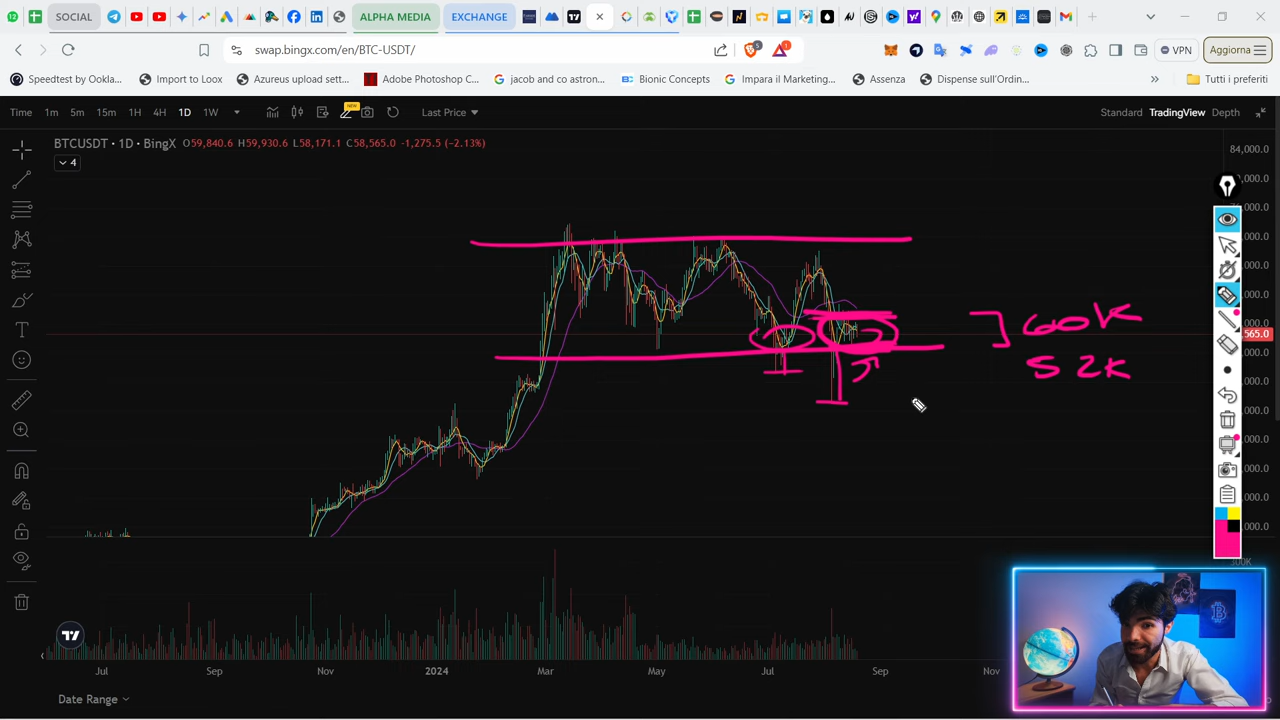 SOCIAL
ALPHA MEDIA
EXCHANGE
swap.bingx.com/en/BTC-USDT/
VPN
Aggiorna
Speedtest by Ookla...
Import to Loox
Azureus upload sett...
Adobe Photoshop C...
jacob and co astron...
Bionic Concepts
Impara il Marketing...
Assenza
Dispense sull'Ordin...
Tutti i preferiti
Time 1m 5m 15m 1H 4H 1D 1W
NEW
Last Price
Standard TradingView Depth
BTCUSDT · 1D · BingX O59,840.6 H59,930.6 L58,171.1 C58,565.0 -1,275.5 (-2.13%)
4
84,000.0
60K
52K
565.0
300K
Jul Sep Nov 2024 Mar May Jul Sep Nov
Date Range